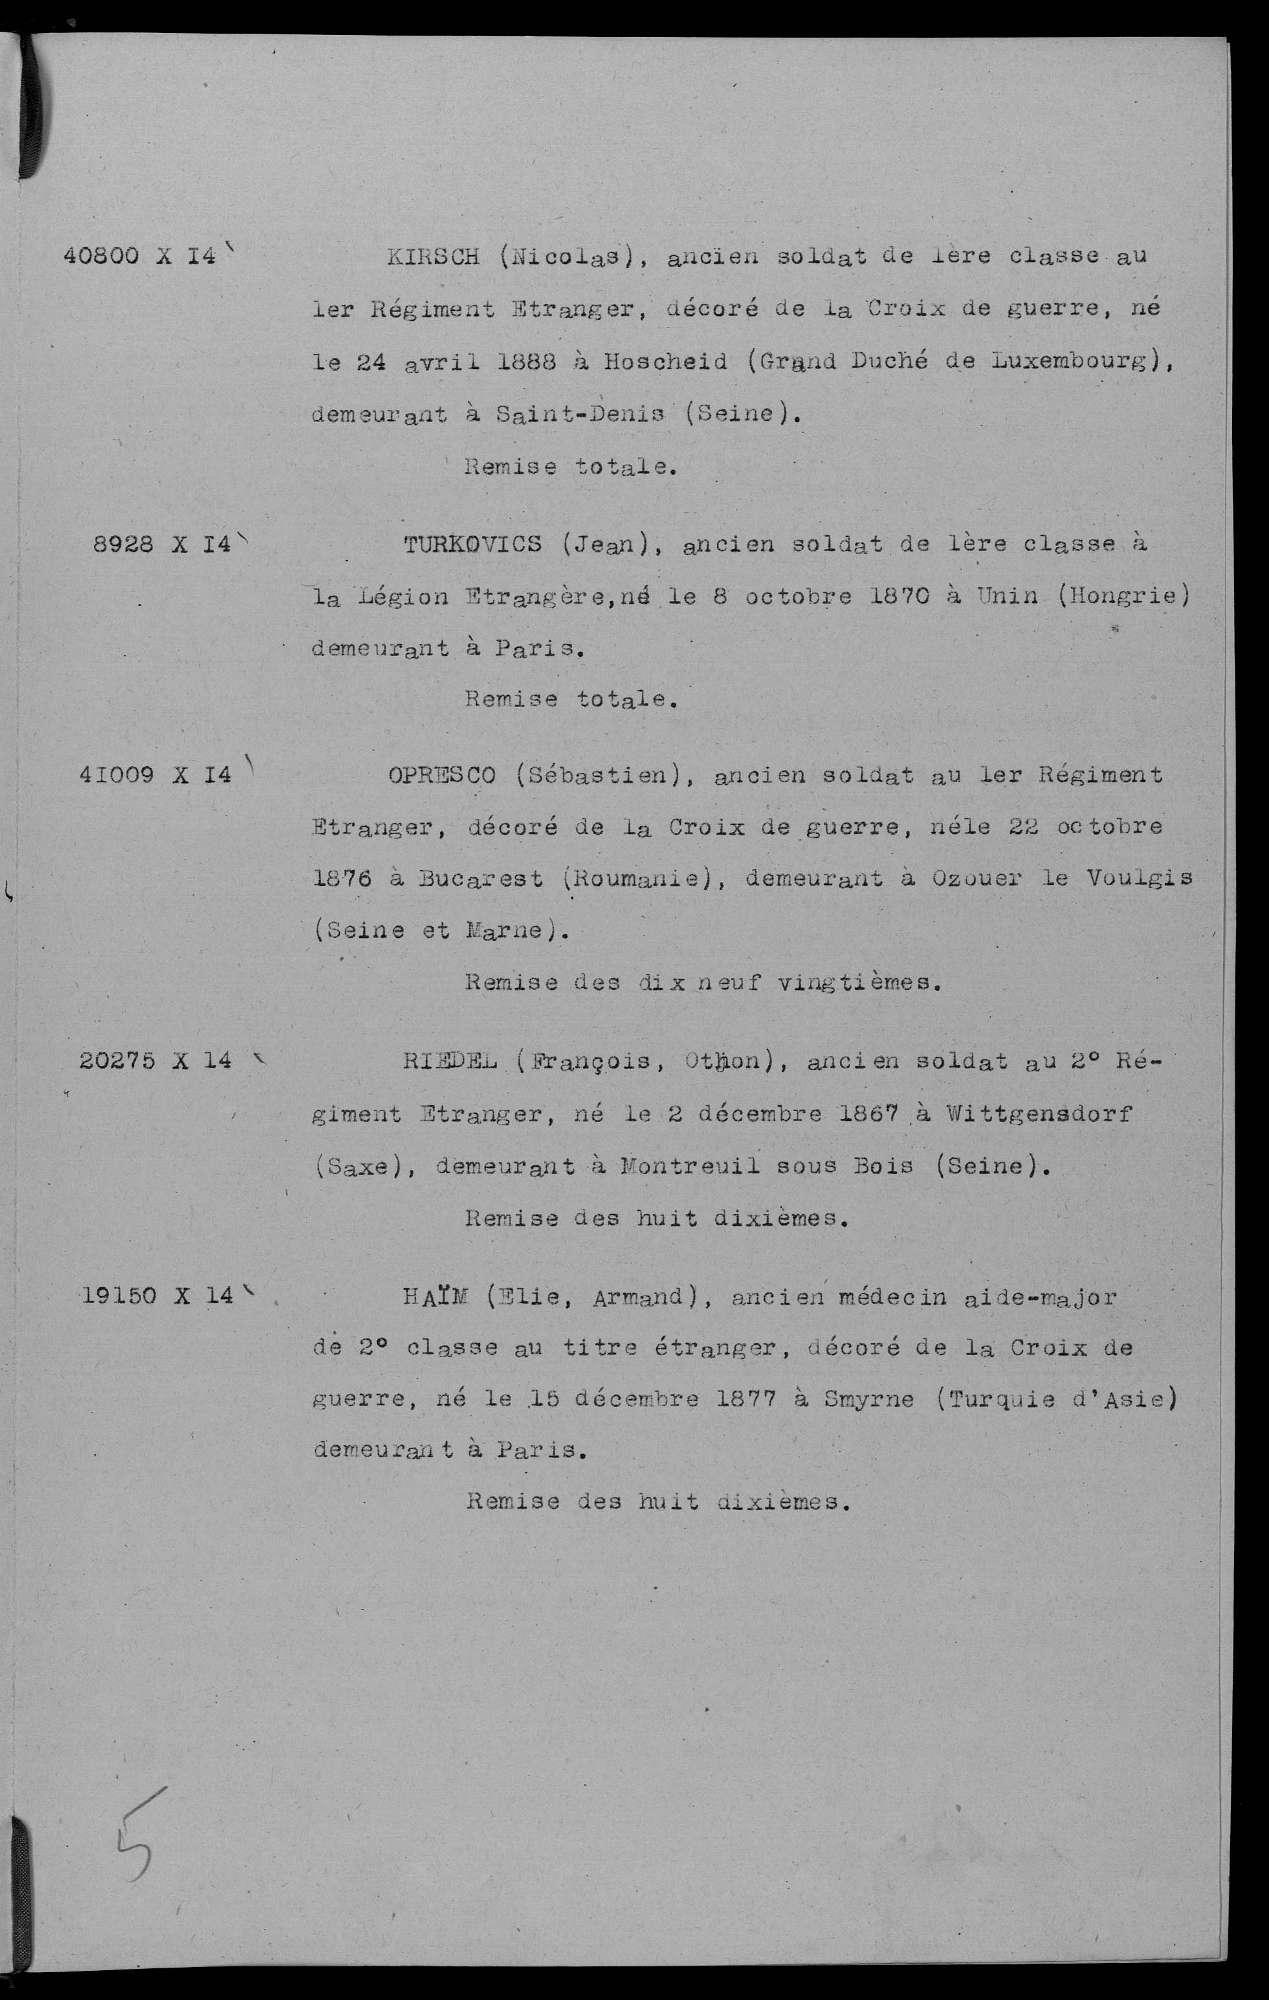 40800 X I4 KIRSCH (Nicolas), ancien soldat de 1ère classe au
1er Régiment Etranger, décoré de la Croix de guerre, né
le 24 avril 1888 à Hoscheid (Grand Duché de Luxembourg),
demeurant à Saint-Denis (Seine).
Remise totale.
8928 X I4 TURKOVICS (Jean), ancien soldat de 1ère classe à
la Légion Etrangère,né le 8 octobre 1870 à Unin (Hongrie)
demeurant à Paris.
Remise totale.
4I009 X I4 OPRESCO (Sébastien), ancien soldat au 1er Régiment
Etranger, décoré de la Croix de guerre, néle 22 octobre
1876 à Bucarest (Roumanie), demeurant à Ozouer le Voulgis
(Seine et Marne).
Remise des dix neuf vingtièmes.
20275 X 14 RIEDEL (François, Othon), ancien soldat au 2° Ré-
giment Etranger, né le 2 décembre 1867 à Wittgensdorf
(Saxe), demeurant à Montreuil sous Bois (Seine).
Remise des huit dixièmes.
19150 X 14 HAÏM (Elie, Armand), ancien médecin aide-major
de 2° classe au titre étranger, décoré de la Croix de
guerre, né le 15 décembre 1877 à Smyrne (Turquie d'Asie)
demeurant à Paris.
Remise des huit dixièmes.
5